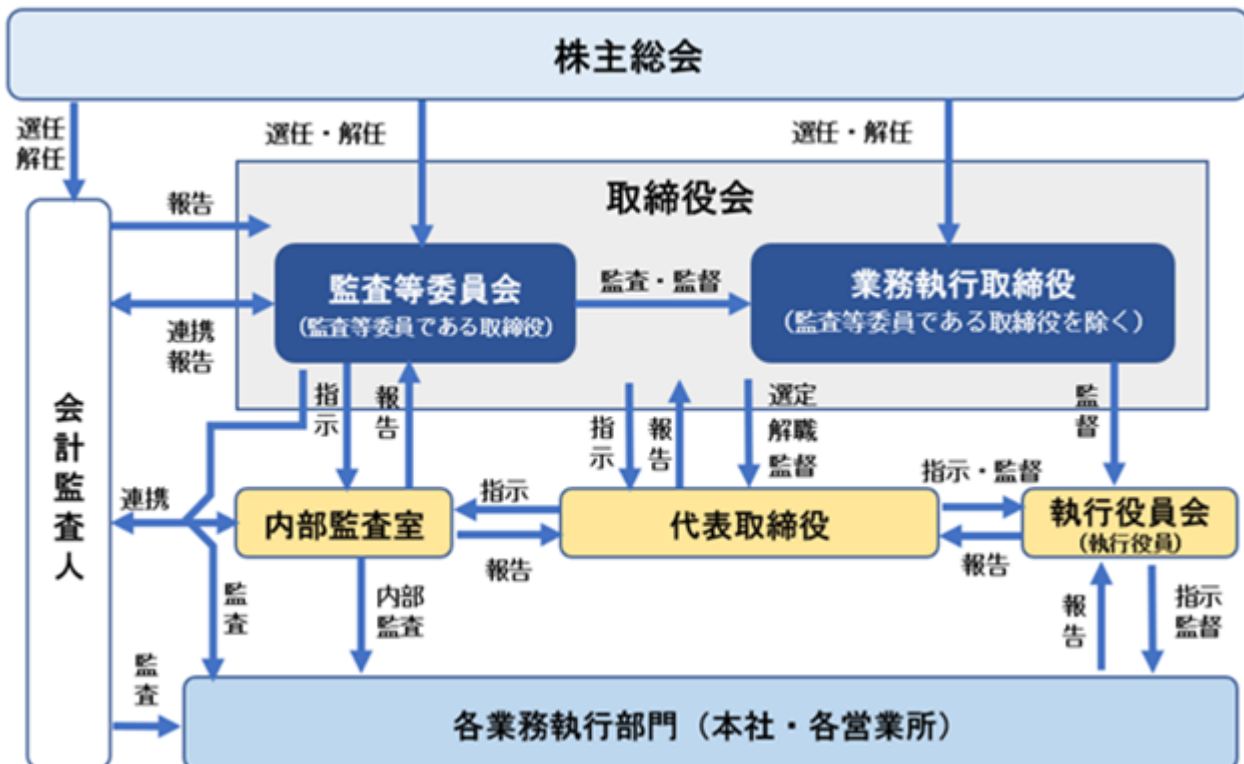 株主総会
選任
解任
選任・解任
選任・解任
報告
取締役会
監査等委員会
(監査等委員である取締役)
監査・監督
業務執行取締役
(監査等委員である取締役を除く)
連携
報告
指示
報告
指示
報告
選定
解職
監督
監督
会計監査人
連携
内部監査室
指示
報告
代表取締役
指示・監督
報告
執行役員会
(執行役員)
監査
内部
監査
報告
指示
監督
監査
各業務執行部門(本社・各営業所)